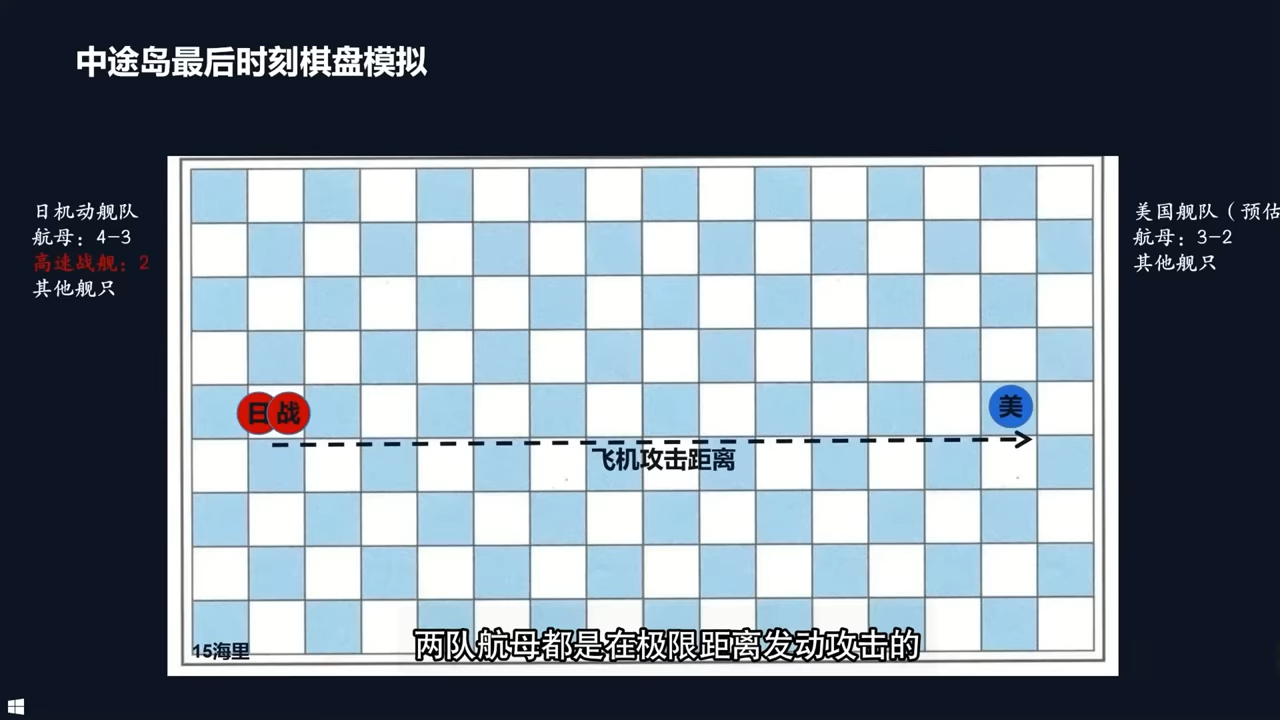 中途岛最后时刻棋盘模拟
日机动舰队
航母：4-3
高速战舰：2
其他舰只
美国舰队（预估
航母：3-2
其他舰只
日
战
美
飞机攻击距离
15海里
两队航母都是在极限距离发动攻击的